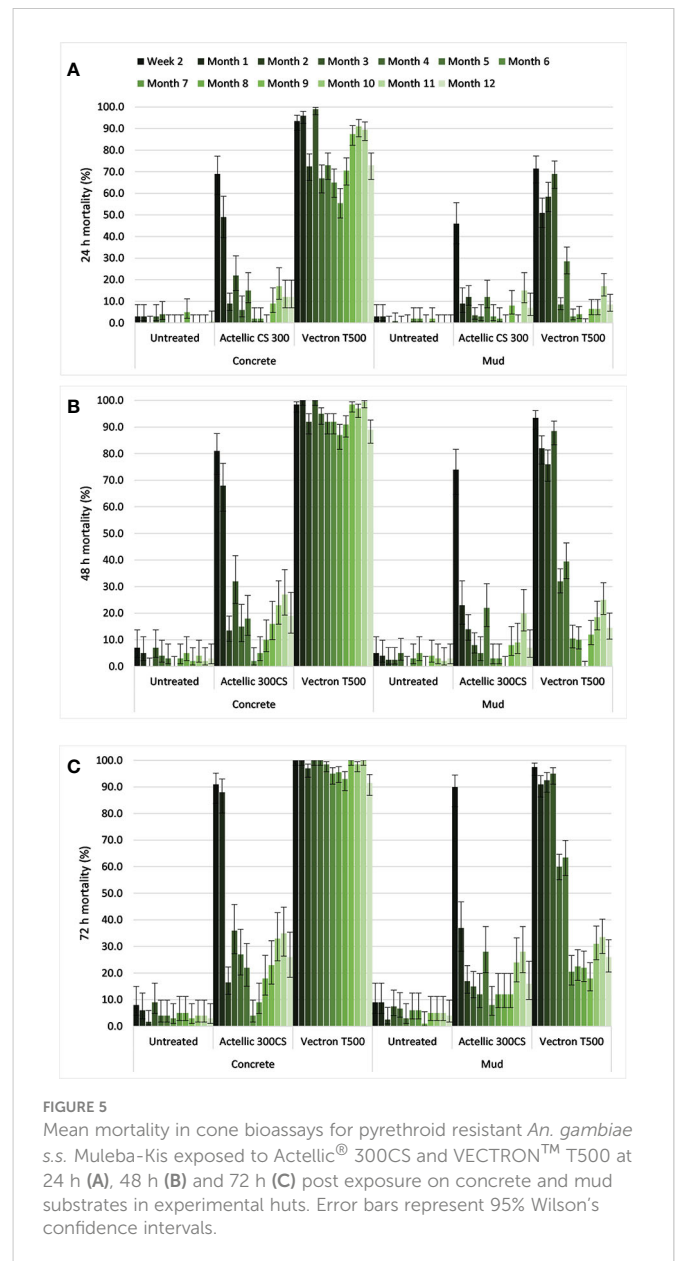 A
Week 2 Month 1 Month 2 Month 3 Month 4 Month 5 Month 6
Month 7 Month 8 Month 9 Month 10 Month 11 Month 12
24 h mortality (%)
100.0
90.0
80.0
70.0
60.0
50.0
40.0
30.0
20.0
10.0
0.0
Untreated Actellic CS 300 Vectron T500 Untreated Actellic CS 300 Vectron T500
Concrete Mud
B
48 h mortality (%)
100.0
90.0
80.0
70.0
60.0
50.0
40.0
30.0
20.0
10.0
0.0
Untreated Actellic 300CS Vectron T500 Untreated Actellic 300CS Vectron T500
Concrete Mud
C
72 h mortality (%)
100.0
90.0
80.0
70.0
60.0
50.0
40.0
30.0
20.0
10.0
0.0
Untreated Actellic 300CS Vectron T500 Untreated Actellic 300CS Vectron T500
Concrete Mud
FIGURE 5
Mean mortality in cone bioassays for pyrethroid resistant An. gambiae
s.s. Muleba-Kis exposed to Actellic® 300CS and VECTRON™ T500 at
24 h (A), 48 h (B) and 72 h (C) post exposure on concrete and mud
substrates in experimental huts. Error bars represent 95% Wilson's
confidence intervals.